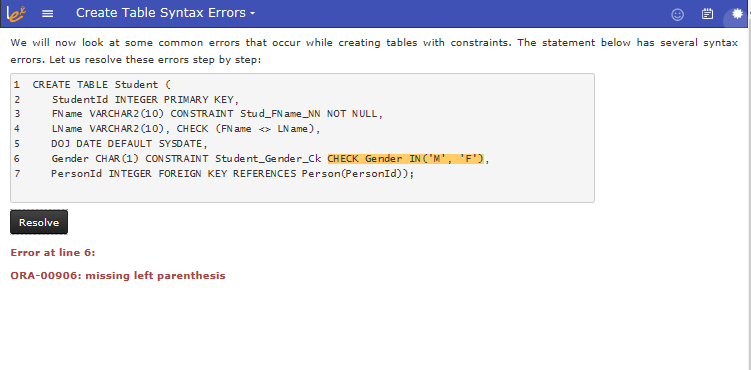 Lex Create Table Syntax Errors
We will now look at some common errors that occur while creating tables with constraints. The statement below has several syntax
errors. Let us resolve these errors step by step:
1 CREATE TABLE Student (
2 StudentId INTEGER PRIMARY KEY,
3 FName VARCHAR2(10) CONSTRAINT Stud_FName_NN NOT NULL,
4 LName VARCHAR2(10), CHECK (FName <> LName),
5 DOJ DATE DEFAULT SYSDATE,
6 Gender CHAR(1) CONSTRAINT Student_Gender_Ck CHECK Gender IN('M', 'F'),
7 PersonId INTEGER FOREIGN KEY REFERENCES Person(PersonId));
Resolve
Error at line 6:
ORA-00906: missing left parenthesis